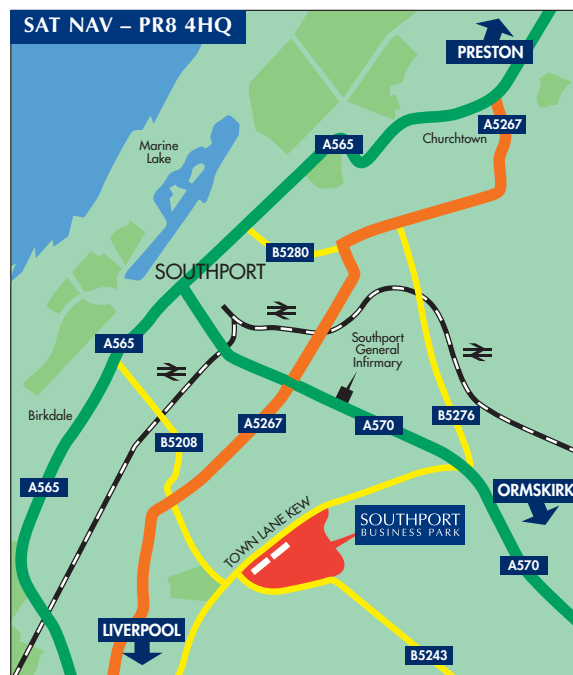 SAT NAV – PR8 4HQ
PRESTON
A5267
Churchtown
A565
Marine
Lake
B5280
SOUTHPORT
A565
Southport
General
Infirmary
Birkdale
A5267
A570
B5276
B5208
A565
ORMSKIRK
TOWN LANE KEW
SOUTHPORT
BUSINESS PARK
A570
LIVERPOOL
B5243